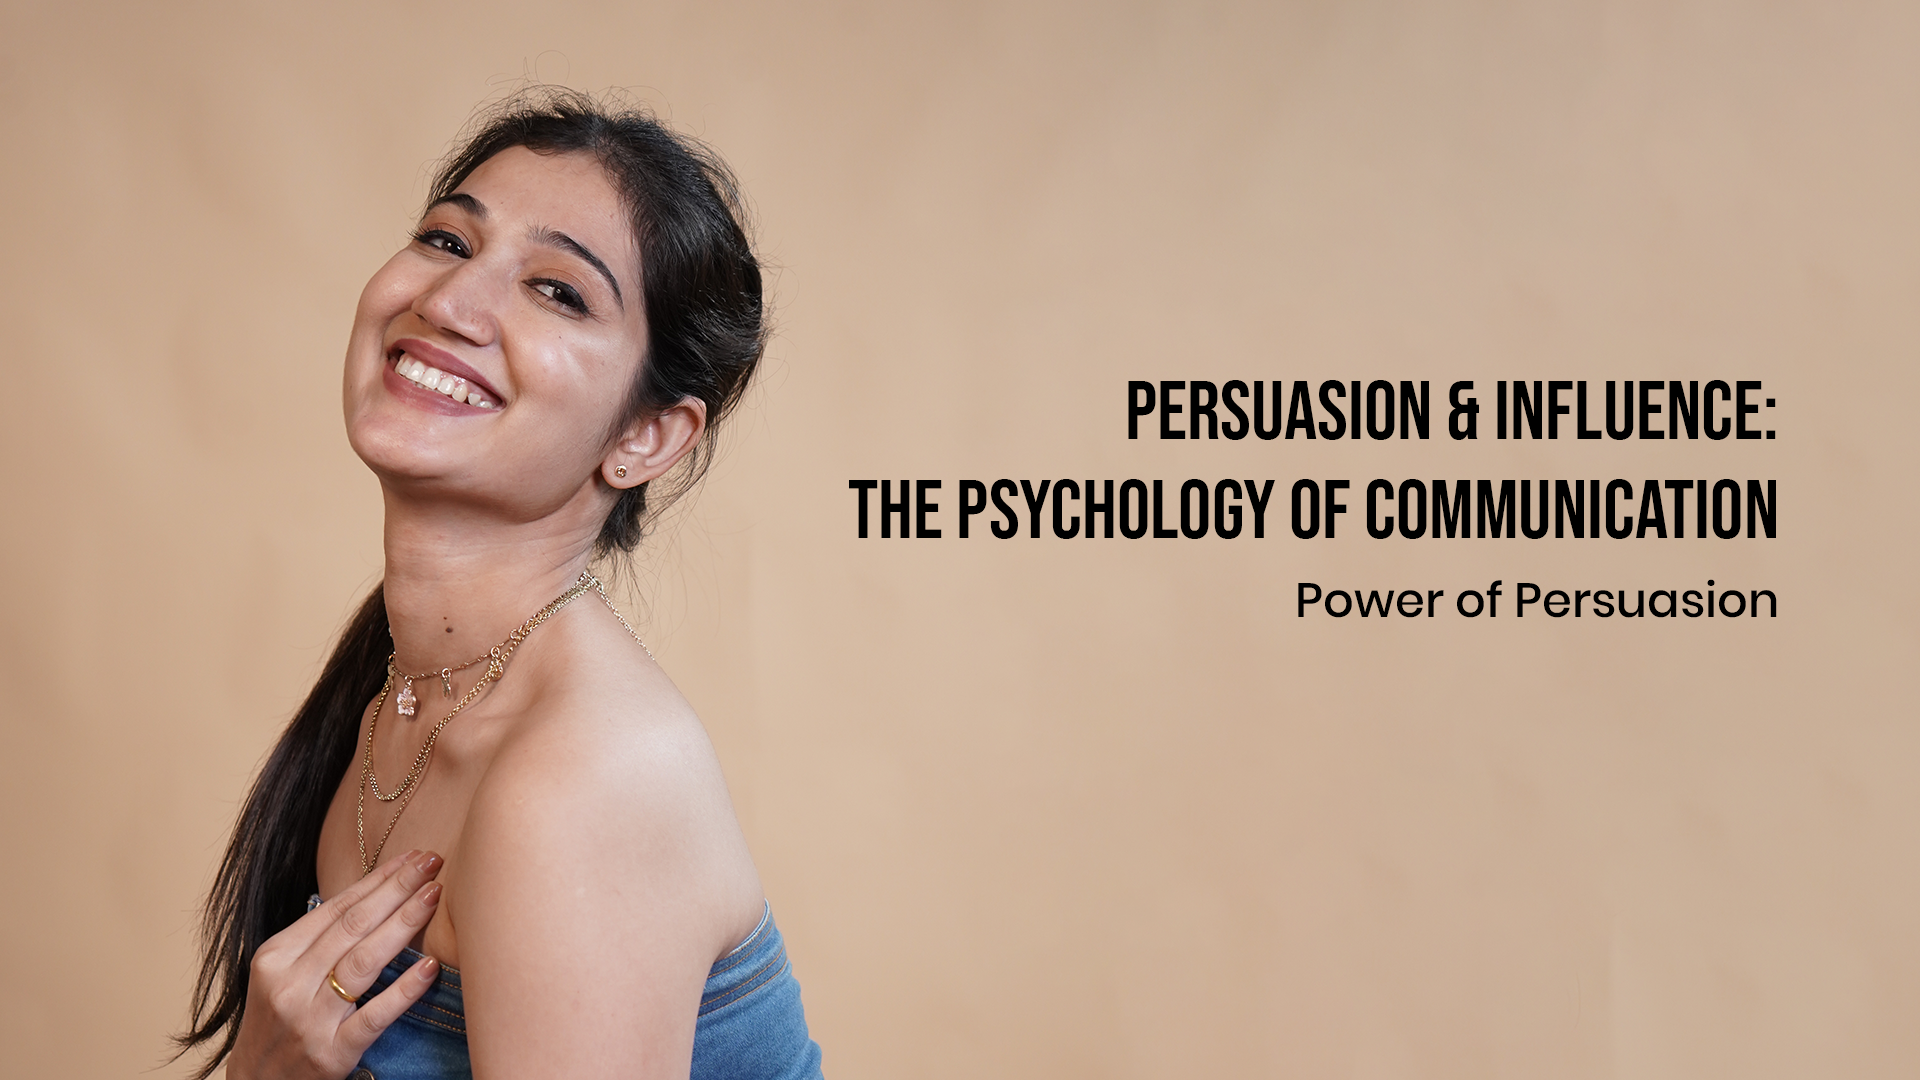 PERSUASION & INFLUENCE:
THE PSYCHOLOGY OF COMMUNICATION
Power of Persuasion